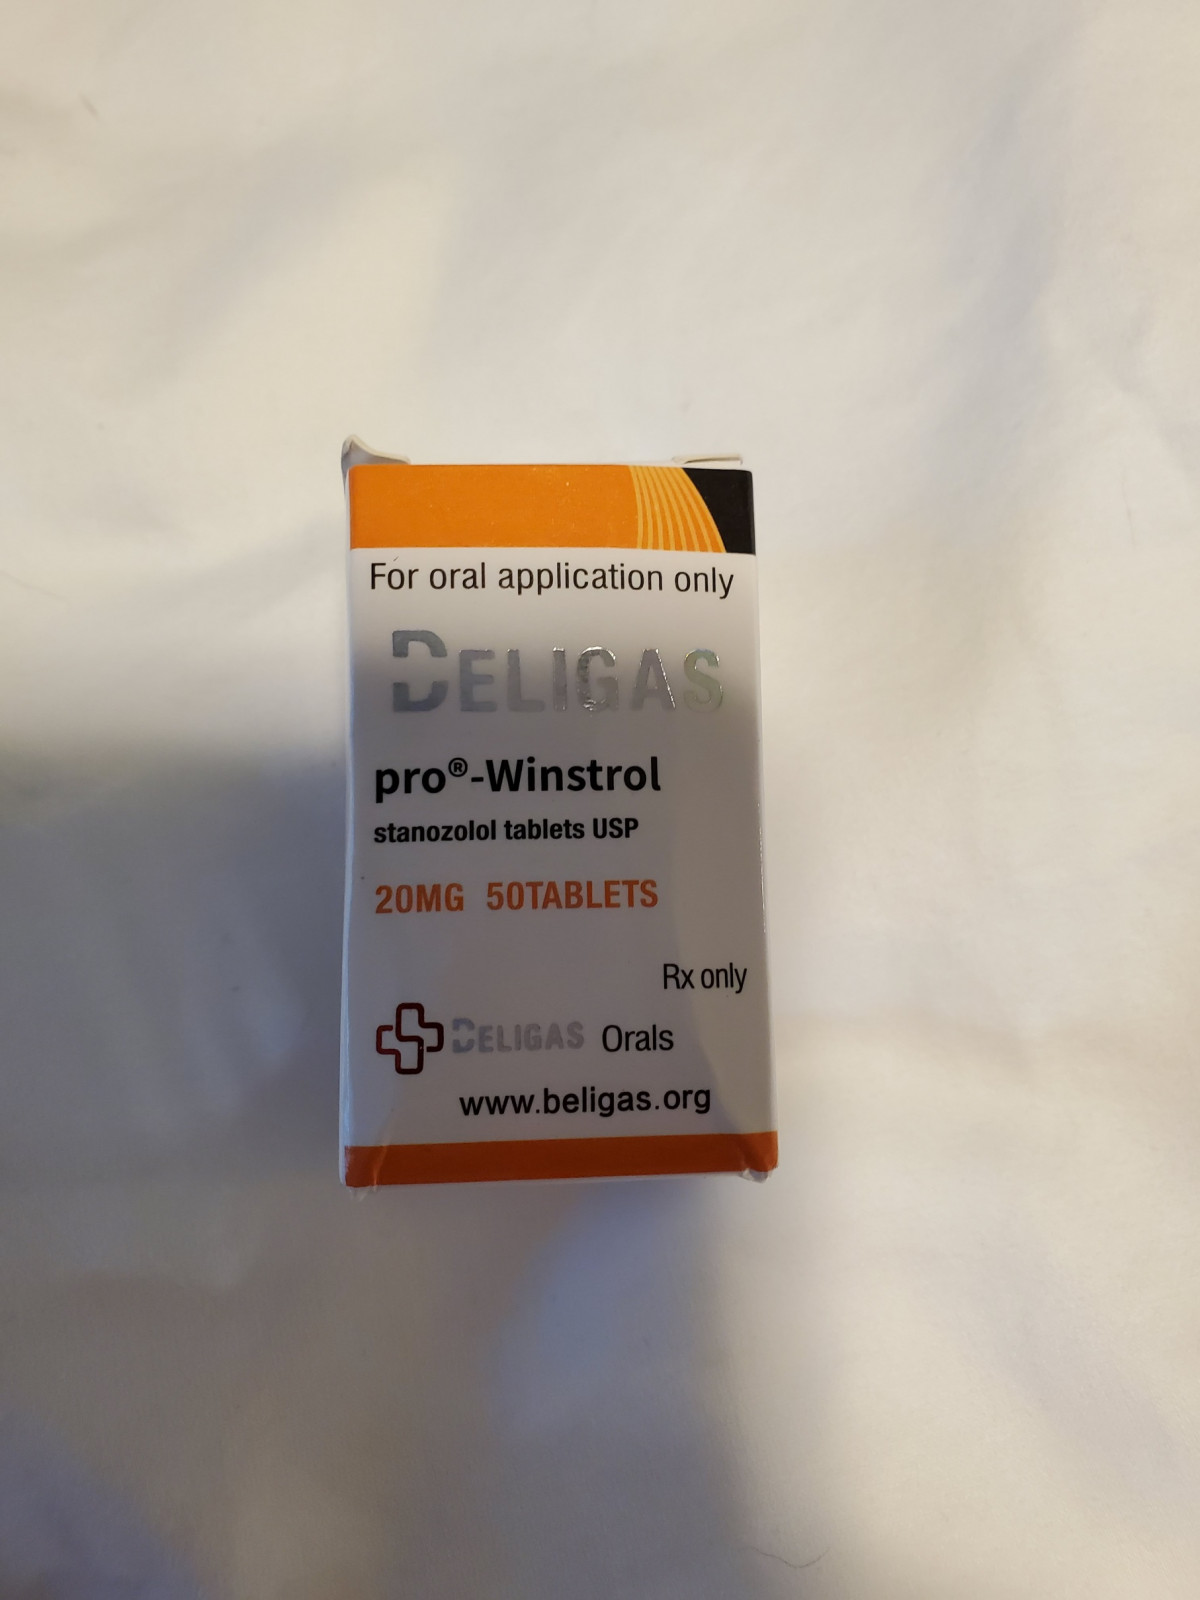 For oral application only
BELIGAS
pro®-Winstrol
stanozolol tablets USP
20MG 50TABLETS
Rx only
BELIGAS Orals
www.beligas.org